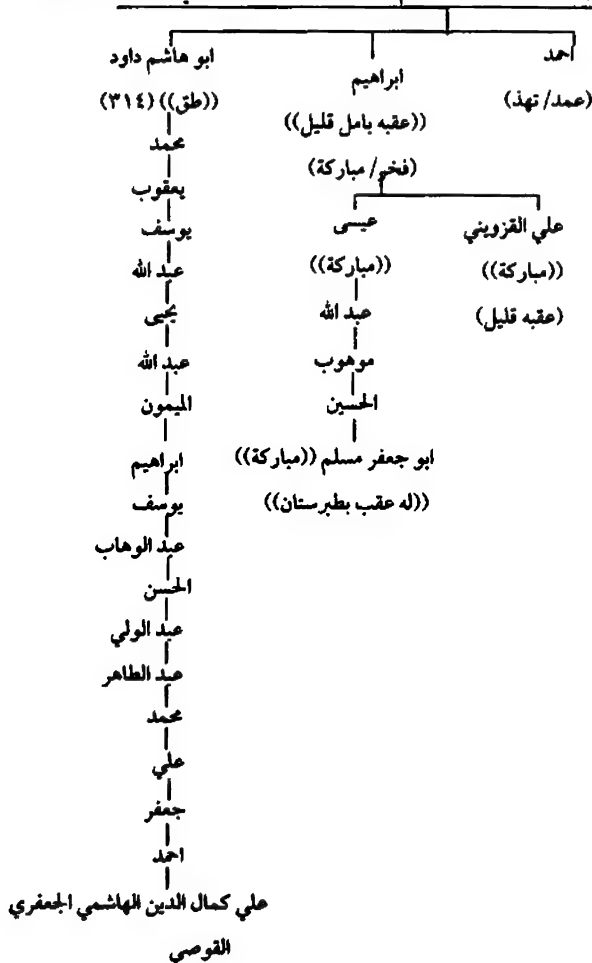 احمد
(عمد/ تهذ)
ابراهيم
((عقبه بامل قليل))
(فخر/ مباركة)
علي القزويني
((مباركة))
(عقبه قليل)
عيسى
((مباركة))
عبد الله
موهوب
الحسين
ابو جعفر مسلم ((مباركة))
((له عقب بطبرستان))
ابو هاشم داود
((طق)) (٣١٤)
محمد
يعقوب
يوسف
عبد الله
يحيى
عبد الله
الميمون
ابراهيم
يوسف
عبد الوهاب
الحسن
عبد الولي
عبد الطاهر
محمد
علي
جعفر
احمد
علي كمال الدين الهاشمي الجعفري
القوصي